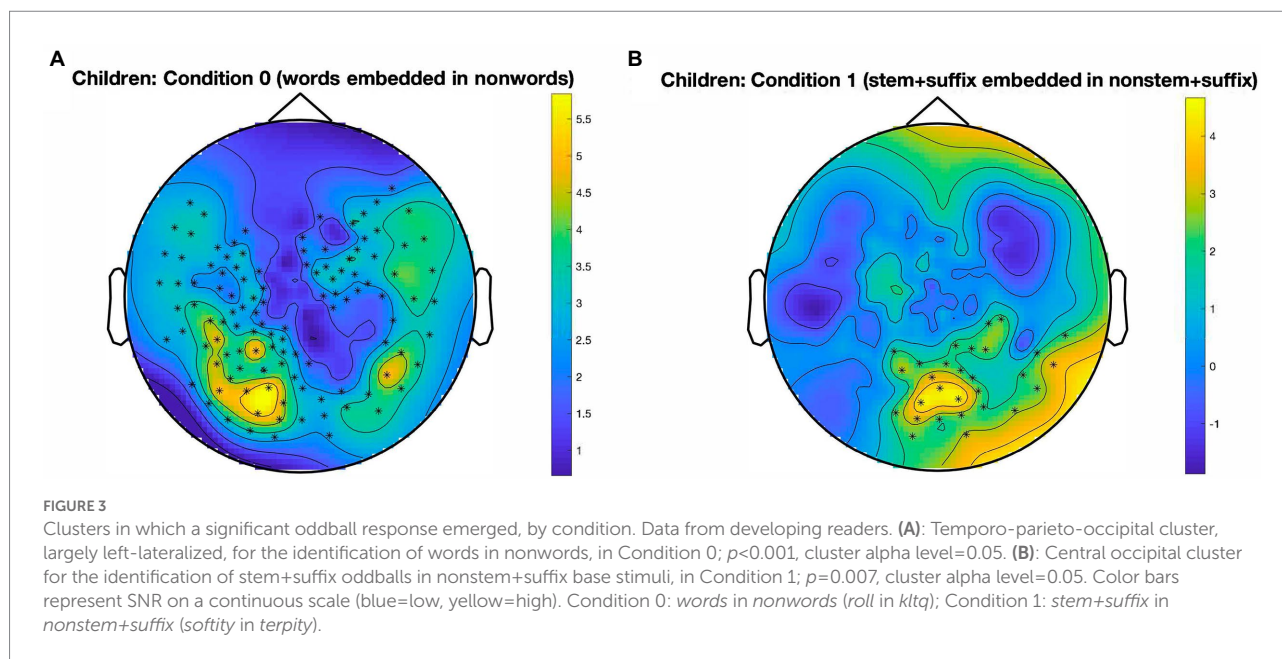 A
Children: Condition 0 (words embedded in nonwords)
5.5
5
4.5
4
3.5
3
2.5
2
1.5
1
B
Children: Condition 1 (stem+suffix embedded in nonstem+suffix)
4
3
2
1
0
-1
FIGURE 3
Clusters in which a significant oddball response emerged, by condition. Data from developing readers. (A): Temporo-parieto-occipital cluster,
largely left-lateralized, for the identification of words in nonwords, in Condition 0; p<0.001, cluster alpha level=0.05. (B): Central occipital cluster
for the identification of stem+suffix oddballs in nonstem+suffix base stimuli, in Condition 1; p=0.007, cluster alpha level=0.05. Color bars
represent SNR on a continuous scale (blue=low, yellow=high). Condition 0: words in nonwords (roll in kltq); Condition 1: stem+suffix in
nonstem+suffix (softity in terpity).